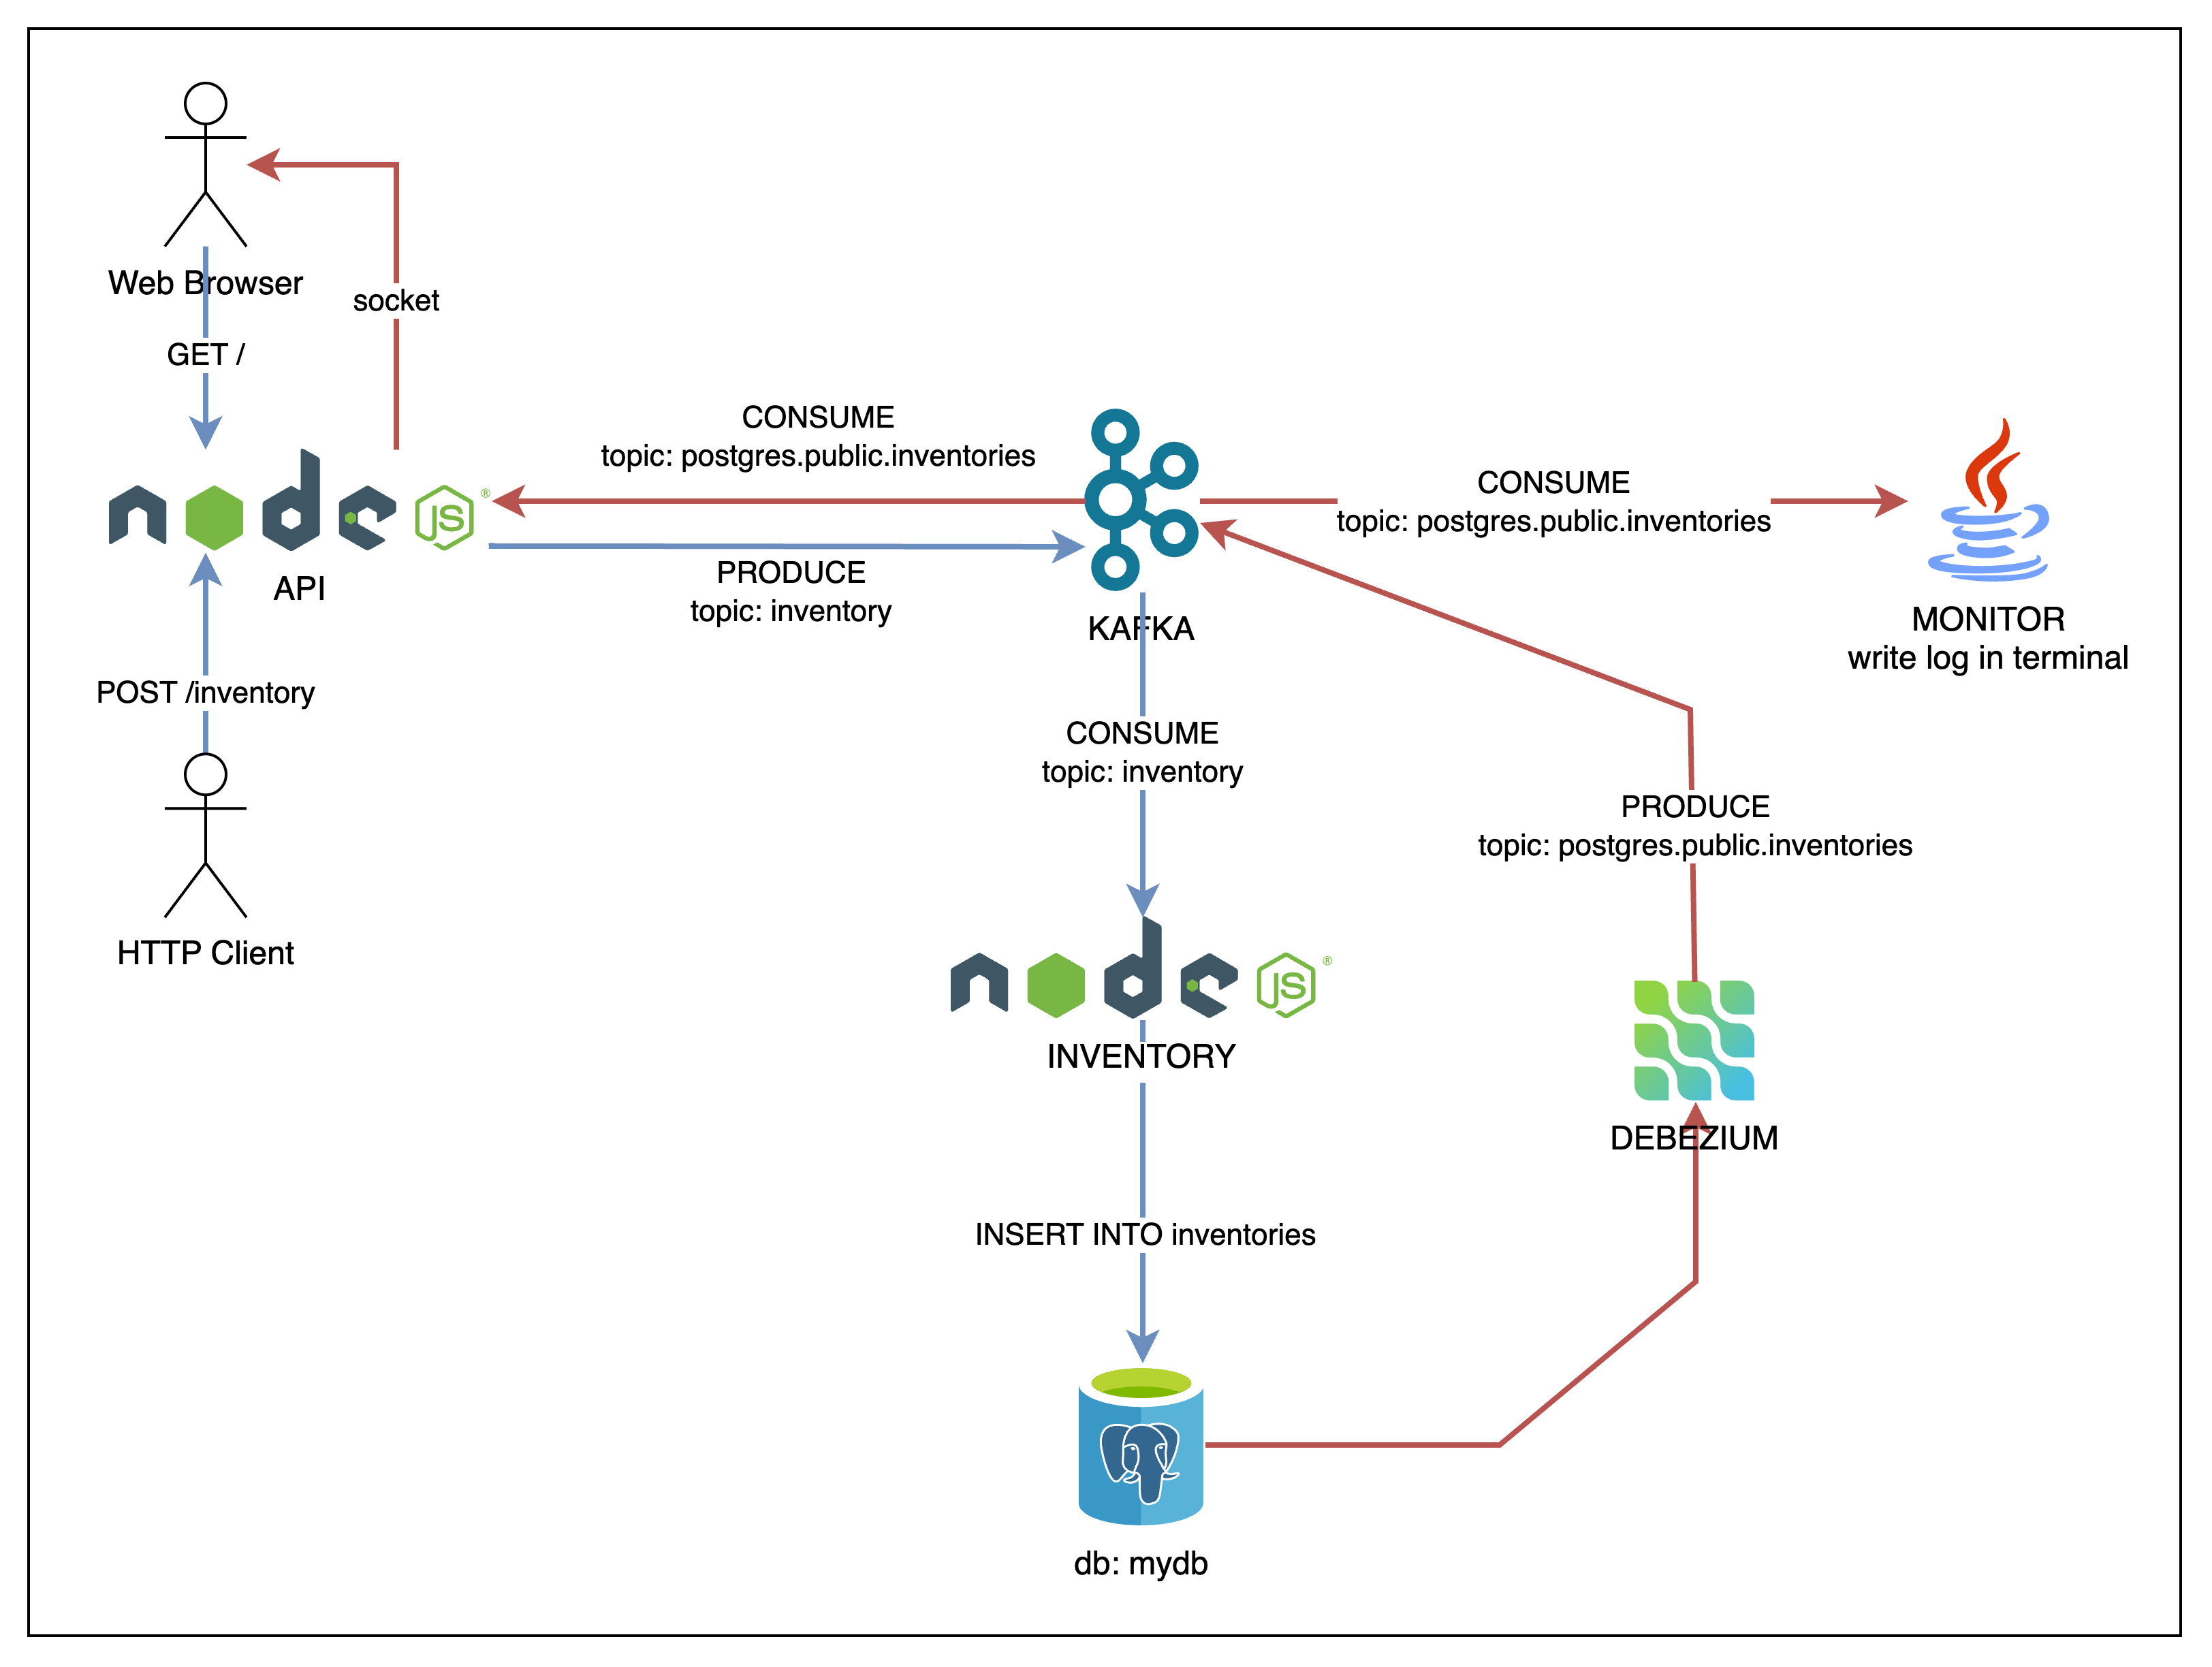 Web Browser
socket
GET /
CONSUME
topic: postgres.public.inventories
node JS ®
API
PRODUCE
topic: inventory
KAFKA
CONSUME
topic: postgres.public.inventories
MONITOR
write log in terminal
POST /inventory
HTTP Client
CONSUME
topic: inventory
PRODUCE
topic: postgres.public.inventories
node JS ®
INVENTORY
DEBEZIUM
INSERT INTO inventories
db: mydb